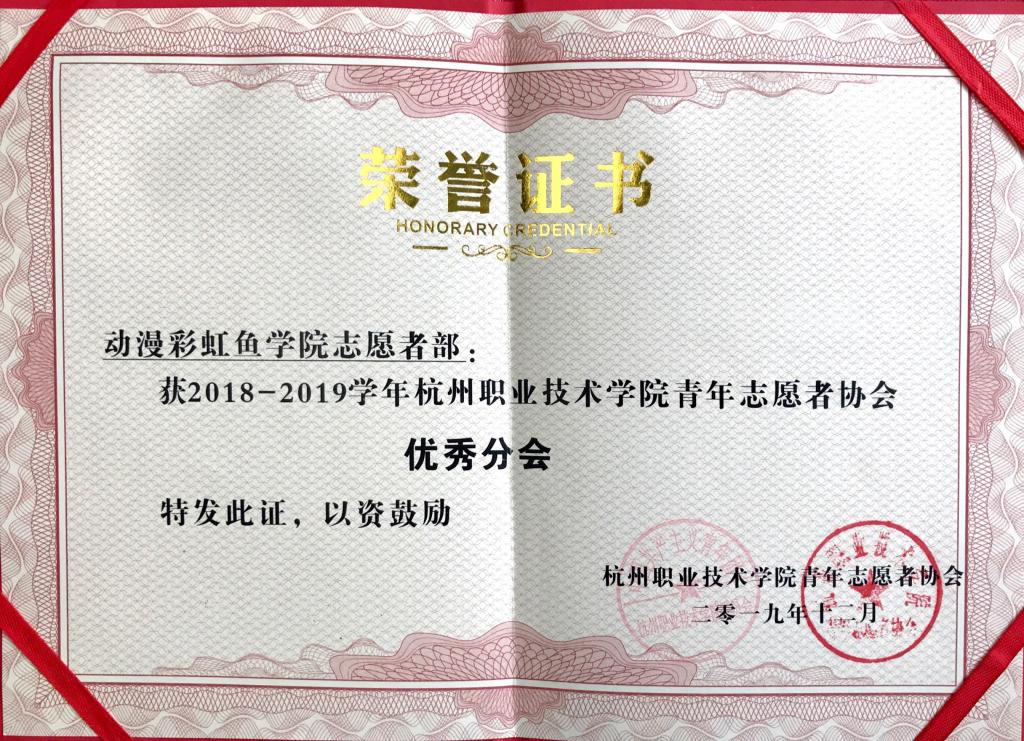 荣誉证书
HONORARY CREDENTIAL
动漫彩虹鱼学院志愿者部：
获2018-2019学年杭州职业技术学院青年志愿者协会
优秀分会
特发此证，以资鼓励
杭州职业技术学院青年志愿者协会
二零一九年十二月